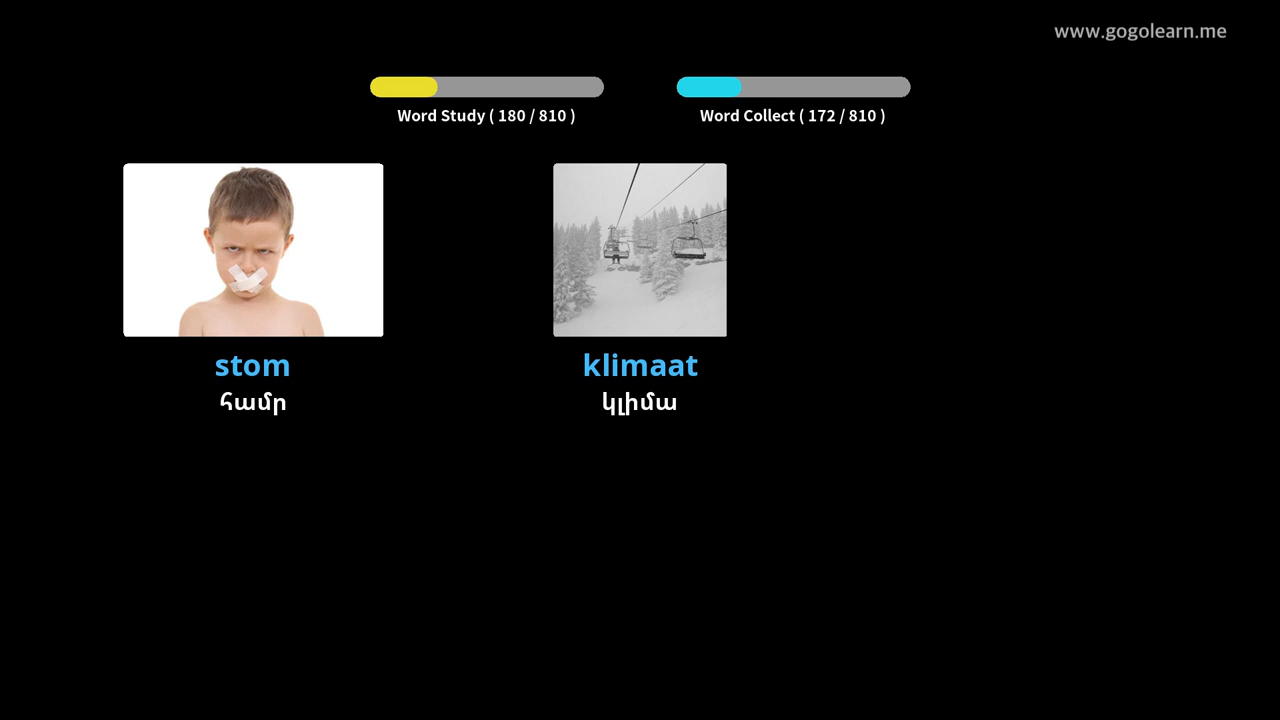 www.gogolearn.me
Word Study ( 180 / 810 )
Word Collect ( 172 / 810 )
stom
համր
klimaat
կլիմա